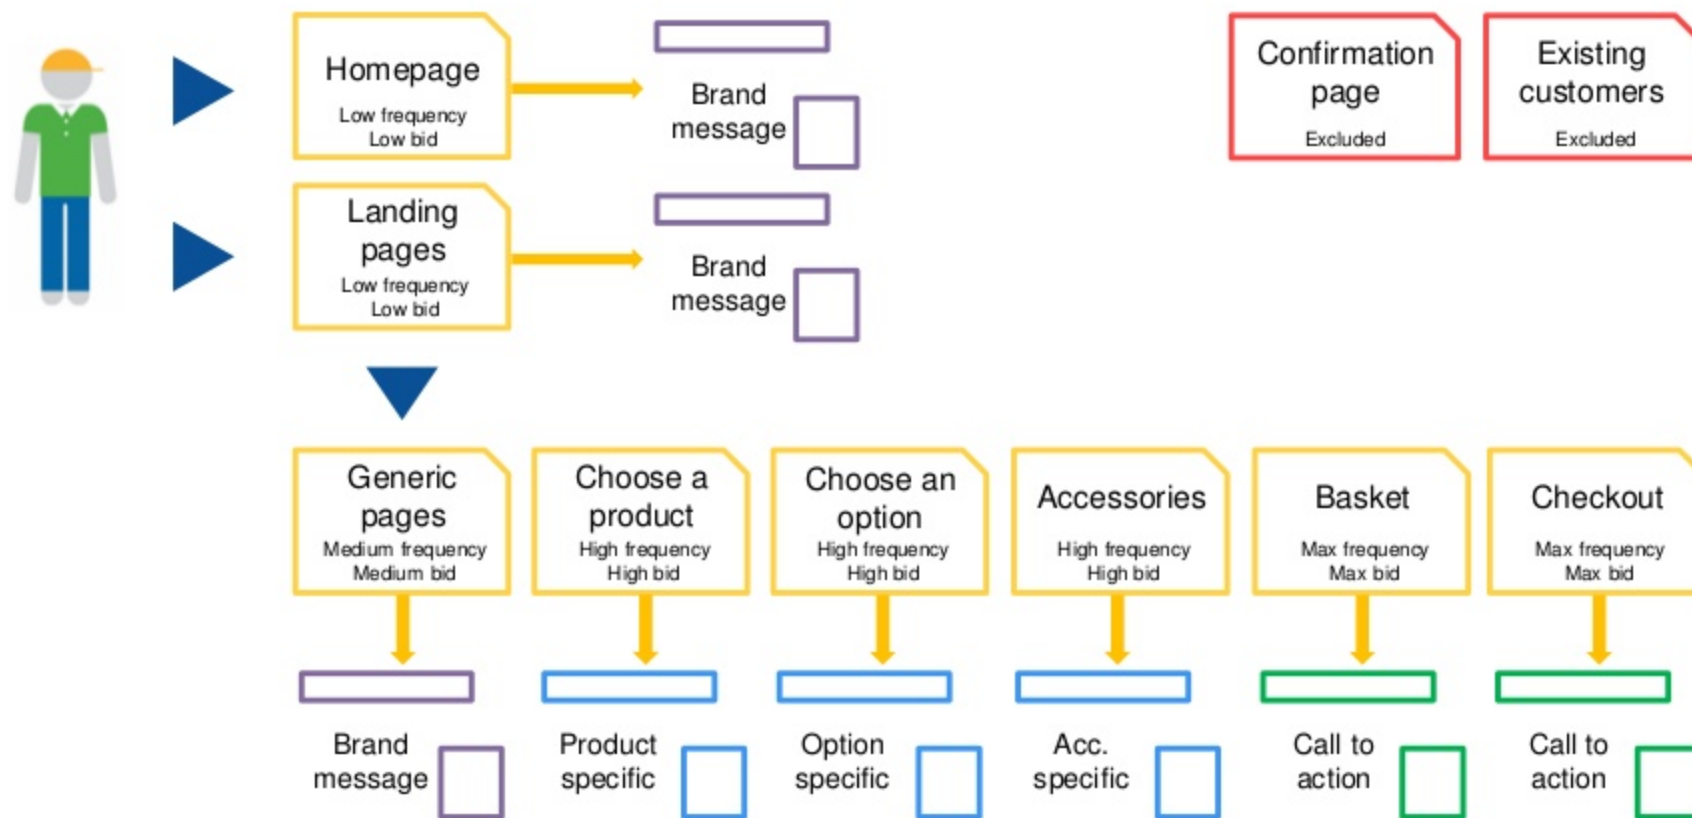 Homepage
Low frequency
Low bid
Brand
message
Confirmation
page
Excluded
Existing
customers
Excluded
Landing
pages
Low frequency
Low bid
Brand
message
Generic
pages
Medium frequency
Medium bid
Choose a
product
High frequency
High bid
Choose an
option
High frequency
High bid
Accessories
High frequency
High bid
Basket
Max frequency
Max bid
Checkout
Max frequency
Max bid
Brand
message
Product
specific
Option
specific
Acc.
specific
Call to
action
Call to
action